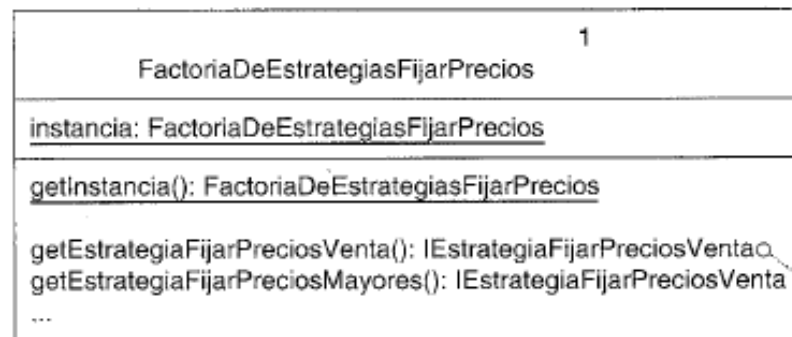 1
FactoriaDeEstrategiasFijarPrecios
instancia: FactoriaDeEstrategiasFijarPrecios
getInstancia(): FactoriaDeEstrategiasFijarPrecios
getEstrategiaFijarPreciosVenta(): IEstrategiaFijarPreciosVenta
getEstrategiaFijarPreciosMayores(): IEstrategiaFijarPreciosVenta
...